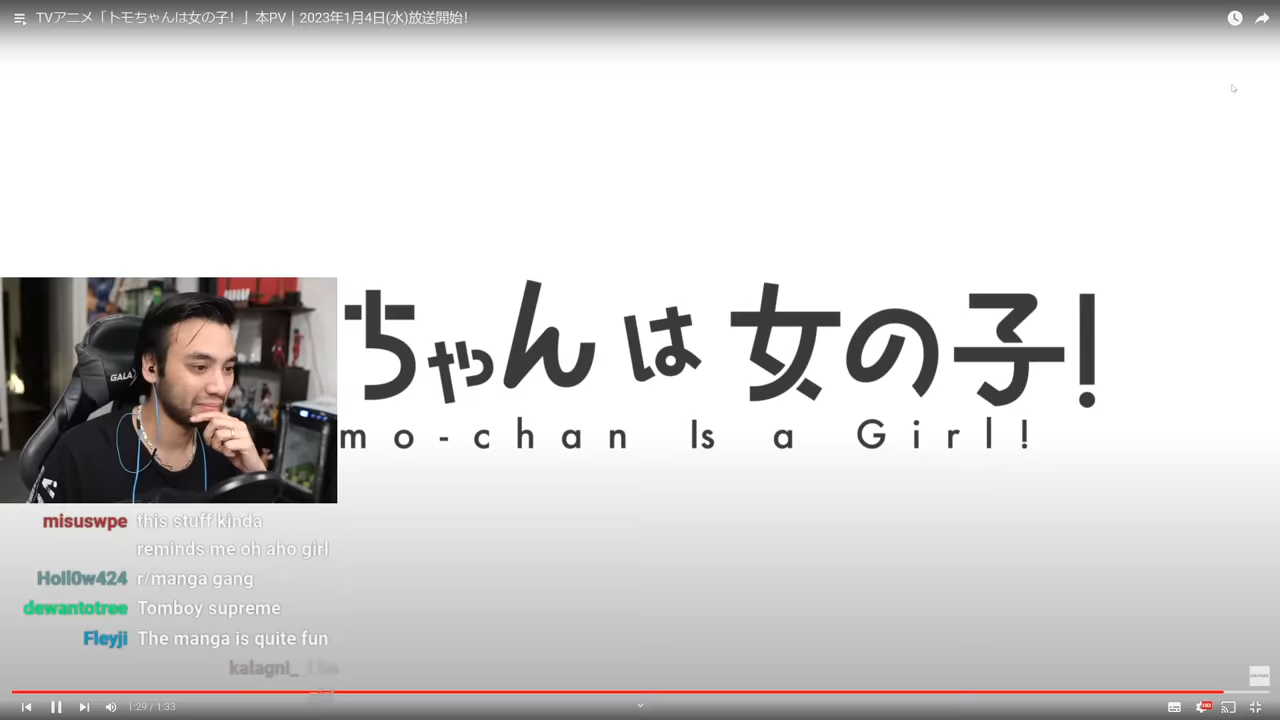 TVアニメ「トモちゃんは女の子！」本PV｜2023年1月4日(水)放送開始！
ちゃんは女の子！
mo-chan Is a Girl!
GALA
misuswpe this stuff kinda
reminds me oh aho girl
Holl0w424 r/manga gang
dewantotree Tomboy supreme
Fleyji The manga is quite fun
kalagni_
1:29 / 1:33
HD